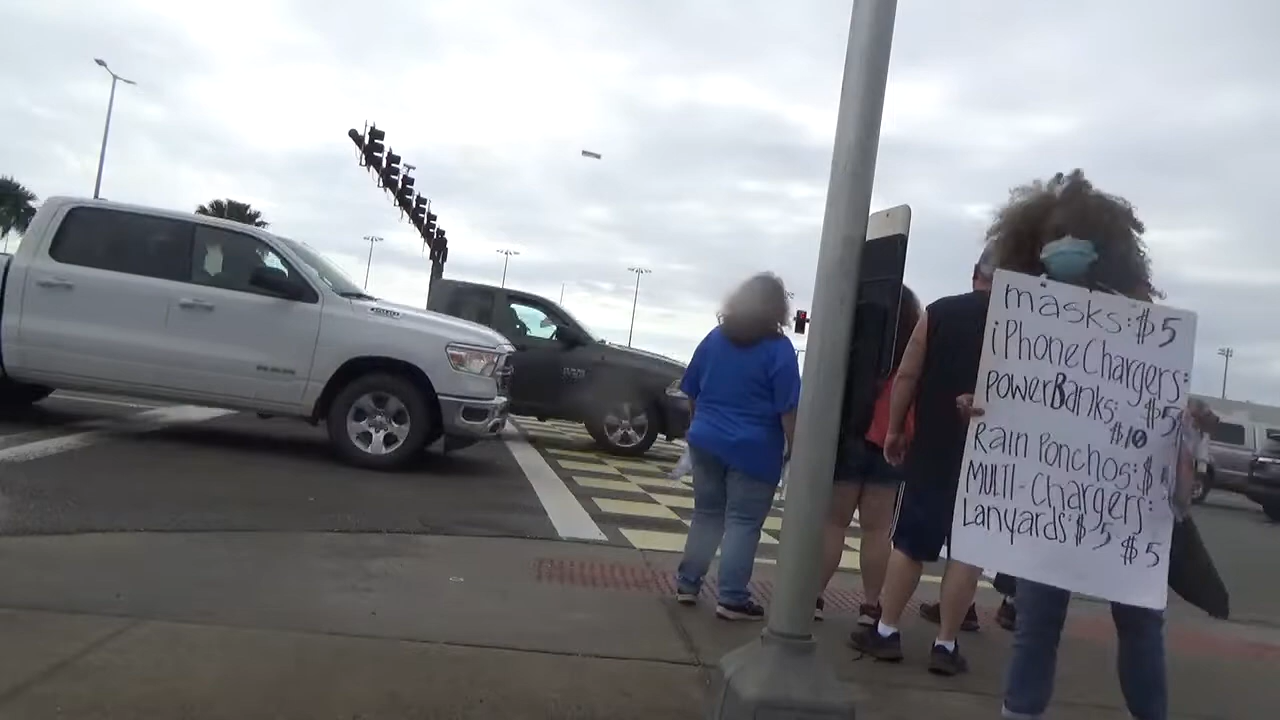 masks: $5
iPhone Chargers:
PowerBanks: $5
$10
Rain Ponchos: $
MULTI-Chargers:
Lanyards: $5 $5